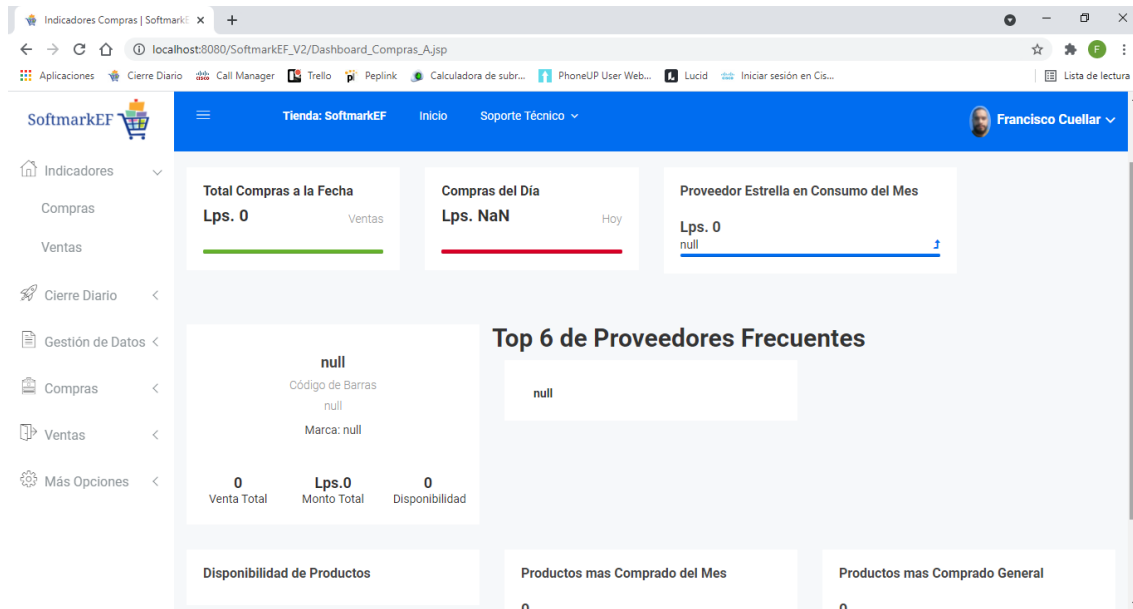 Indicadores Compras | SoftmarkE
localhost:8080/SoftmarkEF_V2/Dashboard_Compras_A.jsp
F
Aplicaciones Cierre Diario Call Manager Trello Peplink Calculadora de subr... PhoneUP User Web... Lucid Iniciar sesión en Cis... Lista de lectura
SoftmarkEF
Tienda: SoftmarkEF Inicio Soporte Técnico Francisco Cuellar
Indicadores
Compras
Ventas
Cierre Diario
Gestión de Datos
Compras
Ventas
Más Opciones
Total Compras a la Fecha
Lps. 0 Ventas
Compras del Día
Lps. NaN Hoy
Proveedor Estrella en Consumo del Mes
Lps. 0
null
null
Código de Barras
null
Marca: null
0 Lps.0 0
Venta Total Monto Total Disponibilidad
Top 6 de Proveedores Frecuentes
null
Disponibilidad de Productos
Productos mas Comprado del Mes
Productos mas Comprado General